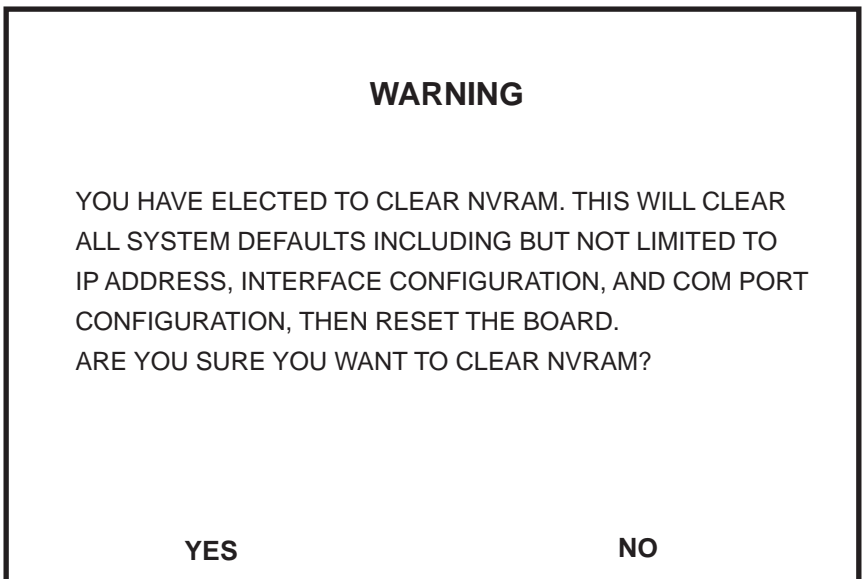 WARNING
YOU HAVE ELECTED TO CLEAR NVRAM. THIS WILL CLEAR
ALL SYSTEM DEFAULTS INCLUDING BUT NOT LIMITED TO
IP ADDRESS, INTERFACE CONFIGURATION, AND COM PORT
CONFIGURATION, THEN RESET THE BOARD.
ARE YOU SURE YOU WANT TO CLEAR NVRAM?
YES NO